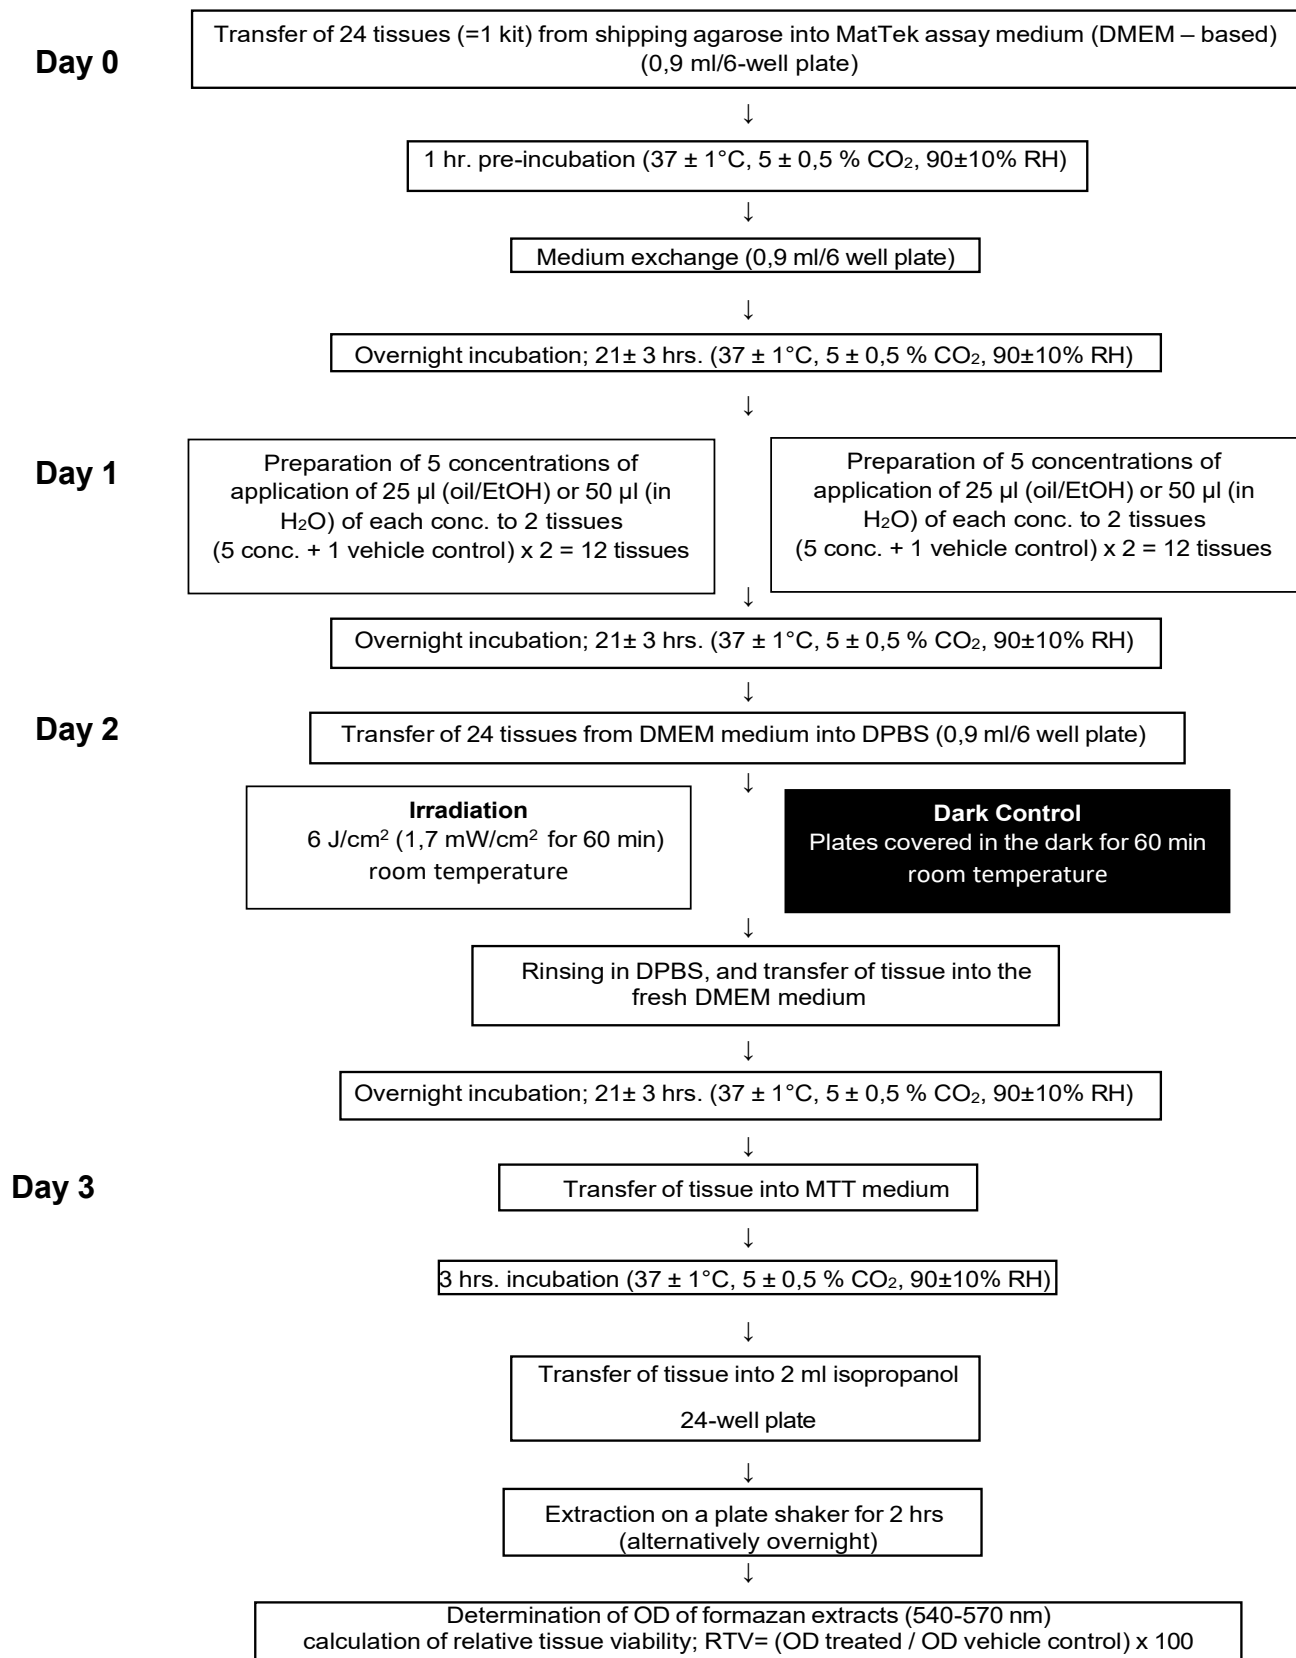 Day 0
Transfer of 24 tissues (=1 kit) from shipping agarose into MatTek assay medium (DMEM – based)
(0,9 ml/6-well plate)
↓
1 hr. pre-incubation (37 ± 1°C, 5 ± 0,5 % CO₂, 90±10% RH)
↓
Medium exchange (0,9 ml/6 well plate)
↓
Overnight incubation; 21± 3 hrs. (37 ± 1°C, 5 ± 0,5 % CO₂, 90±10% RH)
↓
Day 1
Preparation of 5 concentrations of
application of 25 µl (oil/EtOH) or 50 µl (in
H₂O) of each conc. to 2 tissues
(5 conc. + 1 vehicle control) x 2 = 12 tissues
Preparation of 5 concentrations of
application of 25 µl (oil/EtOH) or 50 µl (in
H₂O) of each conc. to 2 tissues
(5 conc. + 1 vehicle control) x 2 = 12 tissues
↓
Overnight incubation; 21± 3 hrs. (37 ± 1°C, 5 ± 0,5 % CO₂, 90±10% RH)
↓
Day 2
Transfer of 24 tissues from DMEM medium into DPBS (0,9 ml/6 well plate)
↓
Irradiation
6 J/cm² (1,7 mW/cm² for 60 min)
room temperature
Dark Control
Plates covered in the dark for 60 min
room temperature
↓
Rinsing in DPBS, and transfer of tissue into the
fresh DMEM medium
↓
Overnight incubation; 21± 3 hrs. (37 ± 1°C, 5 ± 0,5 % CO₂, 90±10% RH)
↓
Day 3
Transfer of tissue into MTT medium
↓
3 hrs. incubation (37 ± 1°C, 5 ± 0,5 % CO₂, 90±10% RH)
↓
Transfer of tissue into 2 ml isopropanol
24-well plate
↓
Extraction on a plate shaker for 2 hrs
(alternatively overnight)
↓
Determination of OD of formazan extracts (540-570 nm)
calculation of relative tissue viability; RTV= (OD treated / OD vehicle control) x 100